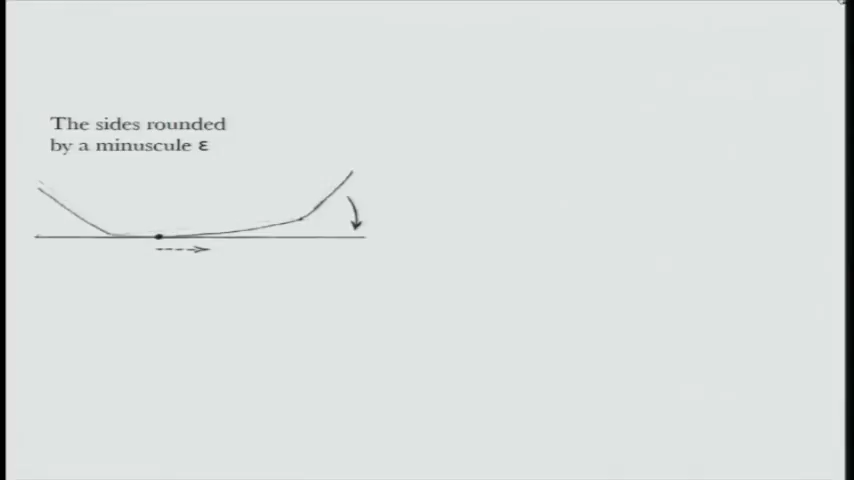 The sides rounded
by a minuscule ε